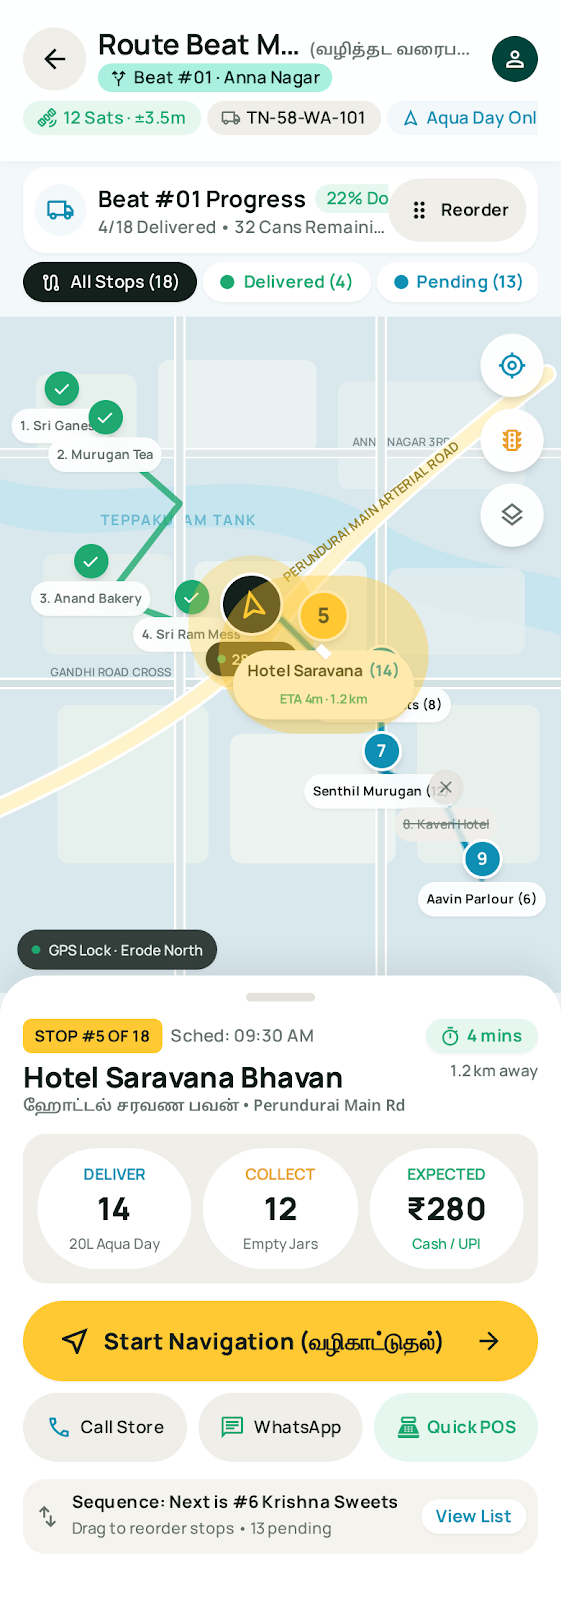 Route Beat M... (வழித்தட வரைப...
Beat #01 · Anna Nagar
12 Sats · ±3.5m
TN-58-WA-101
Aqua Day Onl
Beat #01 Progress 22% Do
4/18 Delivered • 32 Cans Remaini...
Reorder
All Stops (18)
Delivered (4)
Pending (13)
1. Sri Ganes
2. Murugan Tea
ANN NAGAR 3RD
PERUNDURAI MAIN ARTERIAL ROAD
TEPPAKU AM TANK
3. Anand Bakery
4. Sri Ram Mess
5
28
GANDHI ROAD CROSS
Hotel Saravana (14)
ETA 4m · 1.2 km
ts (8)
7
Senthil Murugan (12)
8. Kaveri Hotel
9
Aavin Parlour (6)
GPS Lock · Erode North
STOP #5 OF 18 Sched: 09:30 AM
4 mins
Hotel Saravana Bhavan
1.2 km away
ஹோட்டல் சரவண பவன் • Perundurai Main Rd
DELIVER
14
20L Aqua Day
COLLECT
12
Empty Jars
EXPECTED
₹280
Cash / UPI
Start Navigation (வழிகாட்டுதல்)
Call Store
WhatsApp
Quick POS
Sequence: Next is #6 Krishna Sweets
Drag to reorder stops • 13 pending
View List